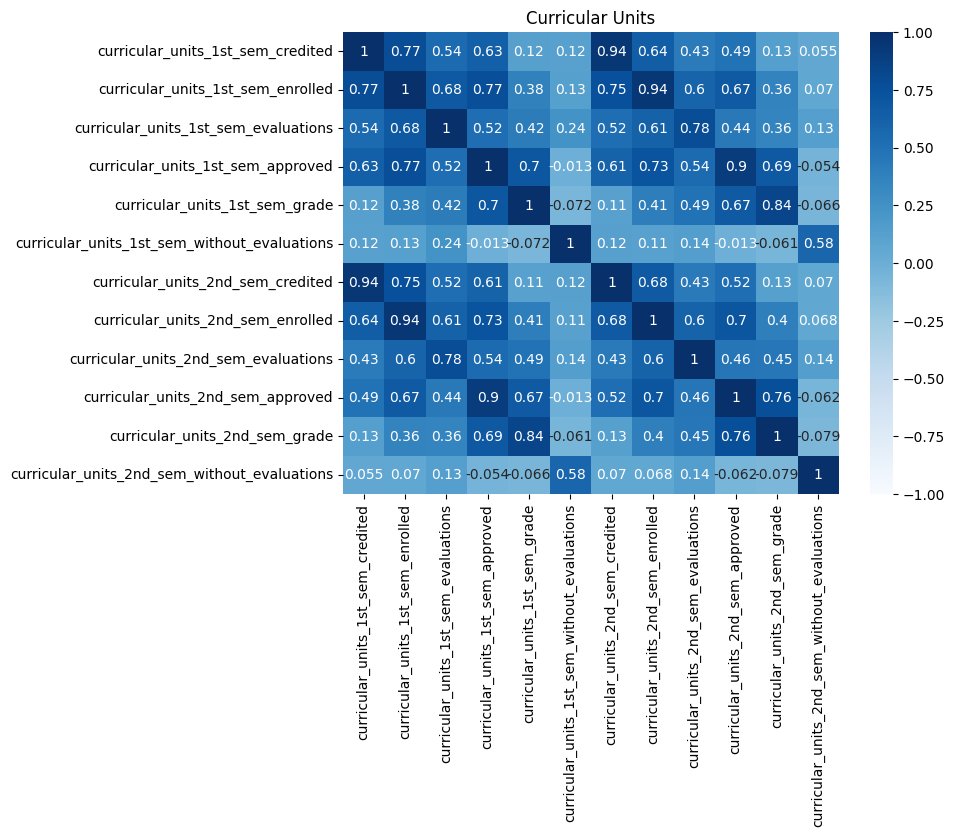 Curricular Units
curricular_units_1st_sem_credited 1 0.77 0.54 0.63 0.12 0.12 0.94 0.64 0.43 0.49 0.13 0.055
curricular_units_1st_sem_enrolled 0.77 1 0.68 0.77 0.38 0.13 0.75 0.94 0.6 0.67 0.36 0.07
curricular_units_1st_sem_evaluations 0.54 0.68 1 0.52 0.42 0.24 0.52 0.61 0.78 0.44 0.36 0.13
curricular_units_1st_sem_approved 0.63 0.77 0.52 1 0.7 -0.013 0.61 0.73 0.54 0.9 0.69 -0.054
curricular_units_1st_sem_grade 0.12 0.38 0.42 0.7 1 -0.072 0.11 0.41 0.49 0.67 0.84 -0.066
curricular_units_1st_sem_without_evaluations 0.12 0.13 0.24 -0.013 -0.072 1 0.12 0.11 0.14 -0.013 -0.061 0.58
curricular_units_2nd_sem_credited 0.94 0.75 0.52 0.61 0.11 0.12 1 0.68 0.43 0.52 0.13 0.07
curricular_units_2nd_sem_enrolled 0.64 0.94 0.61 0.73 0.41 0.11 0.68 1 0.6 0.7 0.4 0.068
curricular_units_2nd_sem_evaluations 0.43 0.6 0.78 0.54 0.49 0.14 0.43 0.6 1 0.46 0.45 0.14
curricular_units_2nd_sem_approved 0.49 0.67 0.44 0.9 0.67 -0.013 0.52 0.7 0.46 1 0.76 -0.062
curricular_units_2nd_sem_grade 0.13 0.36 0.36 0.69 0.84 -0.061 0.13 0.4 0.45 0.76 1 -0.079
curricular_units_2nd_sem_without_evaluations 0.055 0.07 0.13 -0.054 -0.066 0.58 0.07 0.068 0.14 -0.062 -0.079 1
curricular_units_1st_sem_credited
curricular_units_1st_sem_enrolled
curricular_units_1st_sem_evaluations
curricular_units_1st_sem_approved
curricular_units_1st_sem_grade
curricular_units_1st_sem_without_evaluations
curricular_units_2nd_sem_credited
curricular_units_2nd_sem_enrolled
curricular_units_2nd_sem_evaluations
curricular_units_2nd_sem_approved
curricular_units_2nd_sem_grade
curricular_units_2nd_sem_without_evaluations
1.00
0.75
0.50
0.25
0.00
−0.25
−0.50
−0.75
−1.00